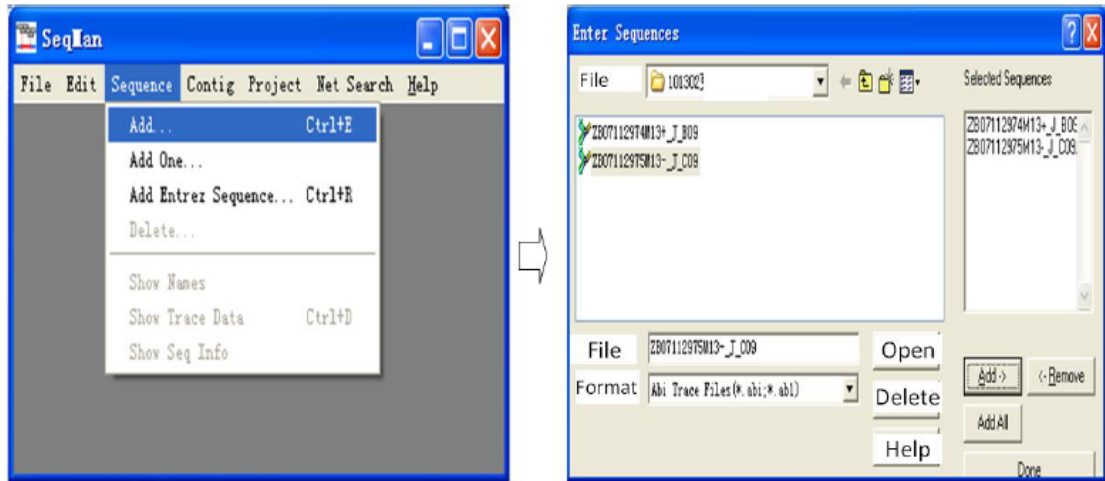 SeqMan
File Edit Sequence Contig Project Net Search Help
Add... Ctrl+E
Add One...
Add Entrez Sequence... Ctrl+R
Delete...
Show Names
Show Trace Data Ctrl+D
Show Seq Info
Enter Sequences
File 1013023 Selected Sequences
ZB07112974M13+_J_B09
ZB07112975M13-_J_C09
ZB07112974M13+_J_B09
ZB07112975M13-_J_C09.
File ZB07112975M13-_J_C09 Open
Format Abi Trace Files(*.abi;*.ab1) Delete
Help
Add-> <-Remove
Add All
Done